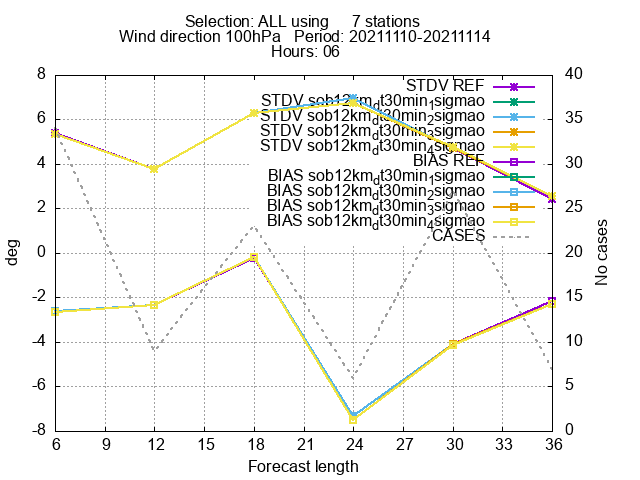 Selection: ALL using 7 stations
Wind direction 100hPa Period: 20211110-20211114
Hours: 06
STDV REF
STDV sob12km_dt30min_1sigmao
STDV sob12km_dt30min_2sigmao
STDV sob12km_dt30min_3sigmao
STDV sob12km_dt30min_4sigmao
BIAS REF
BIAS sob12km_dt30min_1sigmao
BIAS sob12km_dt30min_2sigmao
BIAS sob12km_dt30min_3sigmao
BIAS sob12km_dt30min_4sigmao
CASES
8
6
4
2
0
-2
-4
-6
-8
deg
40
35
30
25
20
15
10
5
0
No cases
6 9 12 15 18 21 24 27 30 33 36
Forecast length